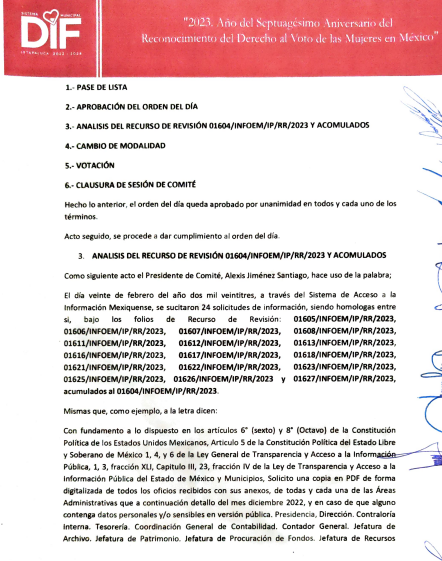 SISTEMA MUNICIPAL
DIF
IXTAPALUCA 2022 - 2024
"2023. Año del Septuagésimo Aniversario del
Reconocimiento del Derecho al Voto de las Mujeres en México"
1.- PASE DE LISTA
2.- APROBACIÓN DEL ORDEN DEL DÍA
3.- ANALISIS DEL RECURSO DE REVISIÓN 01604/INFOEM/IP/RR/2023 Y ACOMULADOS
4.- CAMBIO DE MODALIDAD
5.- VOTACIÓN
6.- CLAUSURA DE SESIÓN DE COMITÉ
Hecho lo anterior, el orden del día queda aprobado por unanimidad en todos y cada uno de los
términos.
Acto seguido, se procede a dar cumplimiento al orden del día.
3. ANALISIS DEL RECURSO DE REVISIÓN 01604/INFOEM/IP/RR/2023 Y ACUMULADOS
Como siguiente acto el Presidente de Comité, Alexis Jiménez Santiago, hace uso de la palabra;
El día veinte de febrero del año dos mil veintitres, a través del Sistema de Acceso a la
Información Mexiquense, se sucitaron 24 solicitudes de información, siendo homologas entre
si, bajo los folios de Recurso de Revisión: 01605/INFOEM/IP/RR/2023,
01606/INFOEM/IP/RR/2023, 01607/INFOEM/IP/RR/2023, 01608/INFOEM/IP/RR/2023,
01611/INFOEM/IP/RR/2023, 01612/INFOEM/IP/RR/2023, 01613/INFOEM/IP/RR/2023,
01616/INFOEM/IP/RR/2023, 01617/INFOEM/IP/RR/2023, 01618/INFOEM/IP/RR/2023,
01621/INFOEM/IP/RR/2023, 01622/INFOEM/IP/RR/2023, 01623/INFOEM/IP/RR/2023,
01625/INFOEM/IP/RR/2023, 01626/INFOEM/IP/RR/2023 y 01627/INFOEM/IP/RR/2023,
acumulados al 01604/INFOEM/IP/RR/2023.
Mismas que, como ejemplo, a la letra dicen:
Con fundamento a lo dispuesto en los artículos 6° (sexto) y 8° (Octavo) de la Constitución
Política de los Estados Unidos Mexicanos, Articulo 5 de la Constitución Política del Estado Libre
y Soberano de México 1, 4, y 6 de la Ley General de Transparencia y Acceso a la Información
Pública, 1, 3, fracción XLI, Capitulo III, 23, fracción IV de la Ley de Transparencia y Acceso a la
Información Pública del Estado de México y Municipios, Solicito una copia en PDF de forma
digitalizada de todos los oficios recibidos con sus anexos, de todas y cada una de las Áreas
Administrativas que a continuación detallo del mes diciembre 2022, y en caso de que alguno
contenga datos personales y/o sensibles en versión pública. Presidencia, Dirección. Contraloría
Interna. Tesorería. Coordinación General de Contabilidad. Contador General. Jefatura de
Archivo. Jefatura de Patrimonio. Jefatura de Procuración de Fondos. Jefatura de Recursos